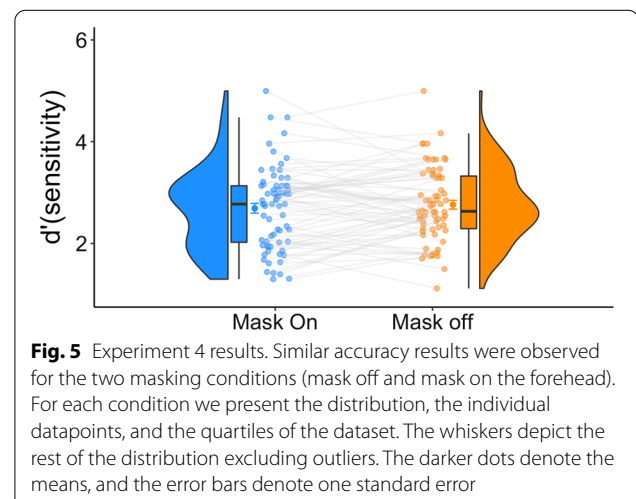 6
4
2
d'(sensitivity)
Mask On
Mask off
Fig. 5 Experiment 4 results. Similar accuracy results were observed
for the two masking conditions (mask off and mask on the forehead).
For each condition we present the distribution, the individual
datapoints, and the quartiles of the dataset. The whiskers depict the
rest of the distribution excluding outliers. The darker dots denote the
means, and the error bars denote one standard error